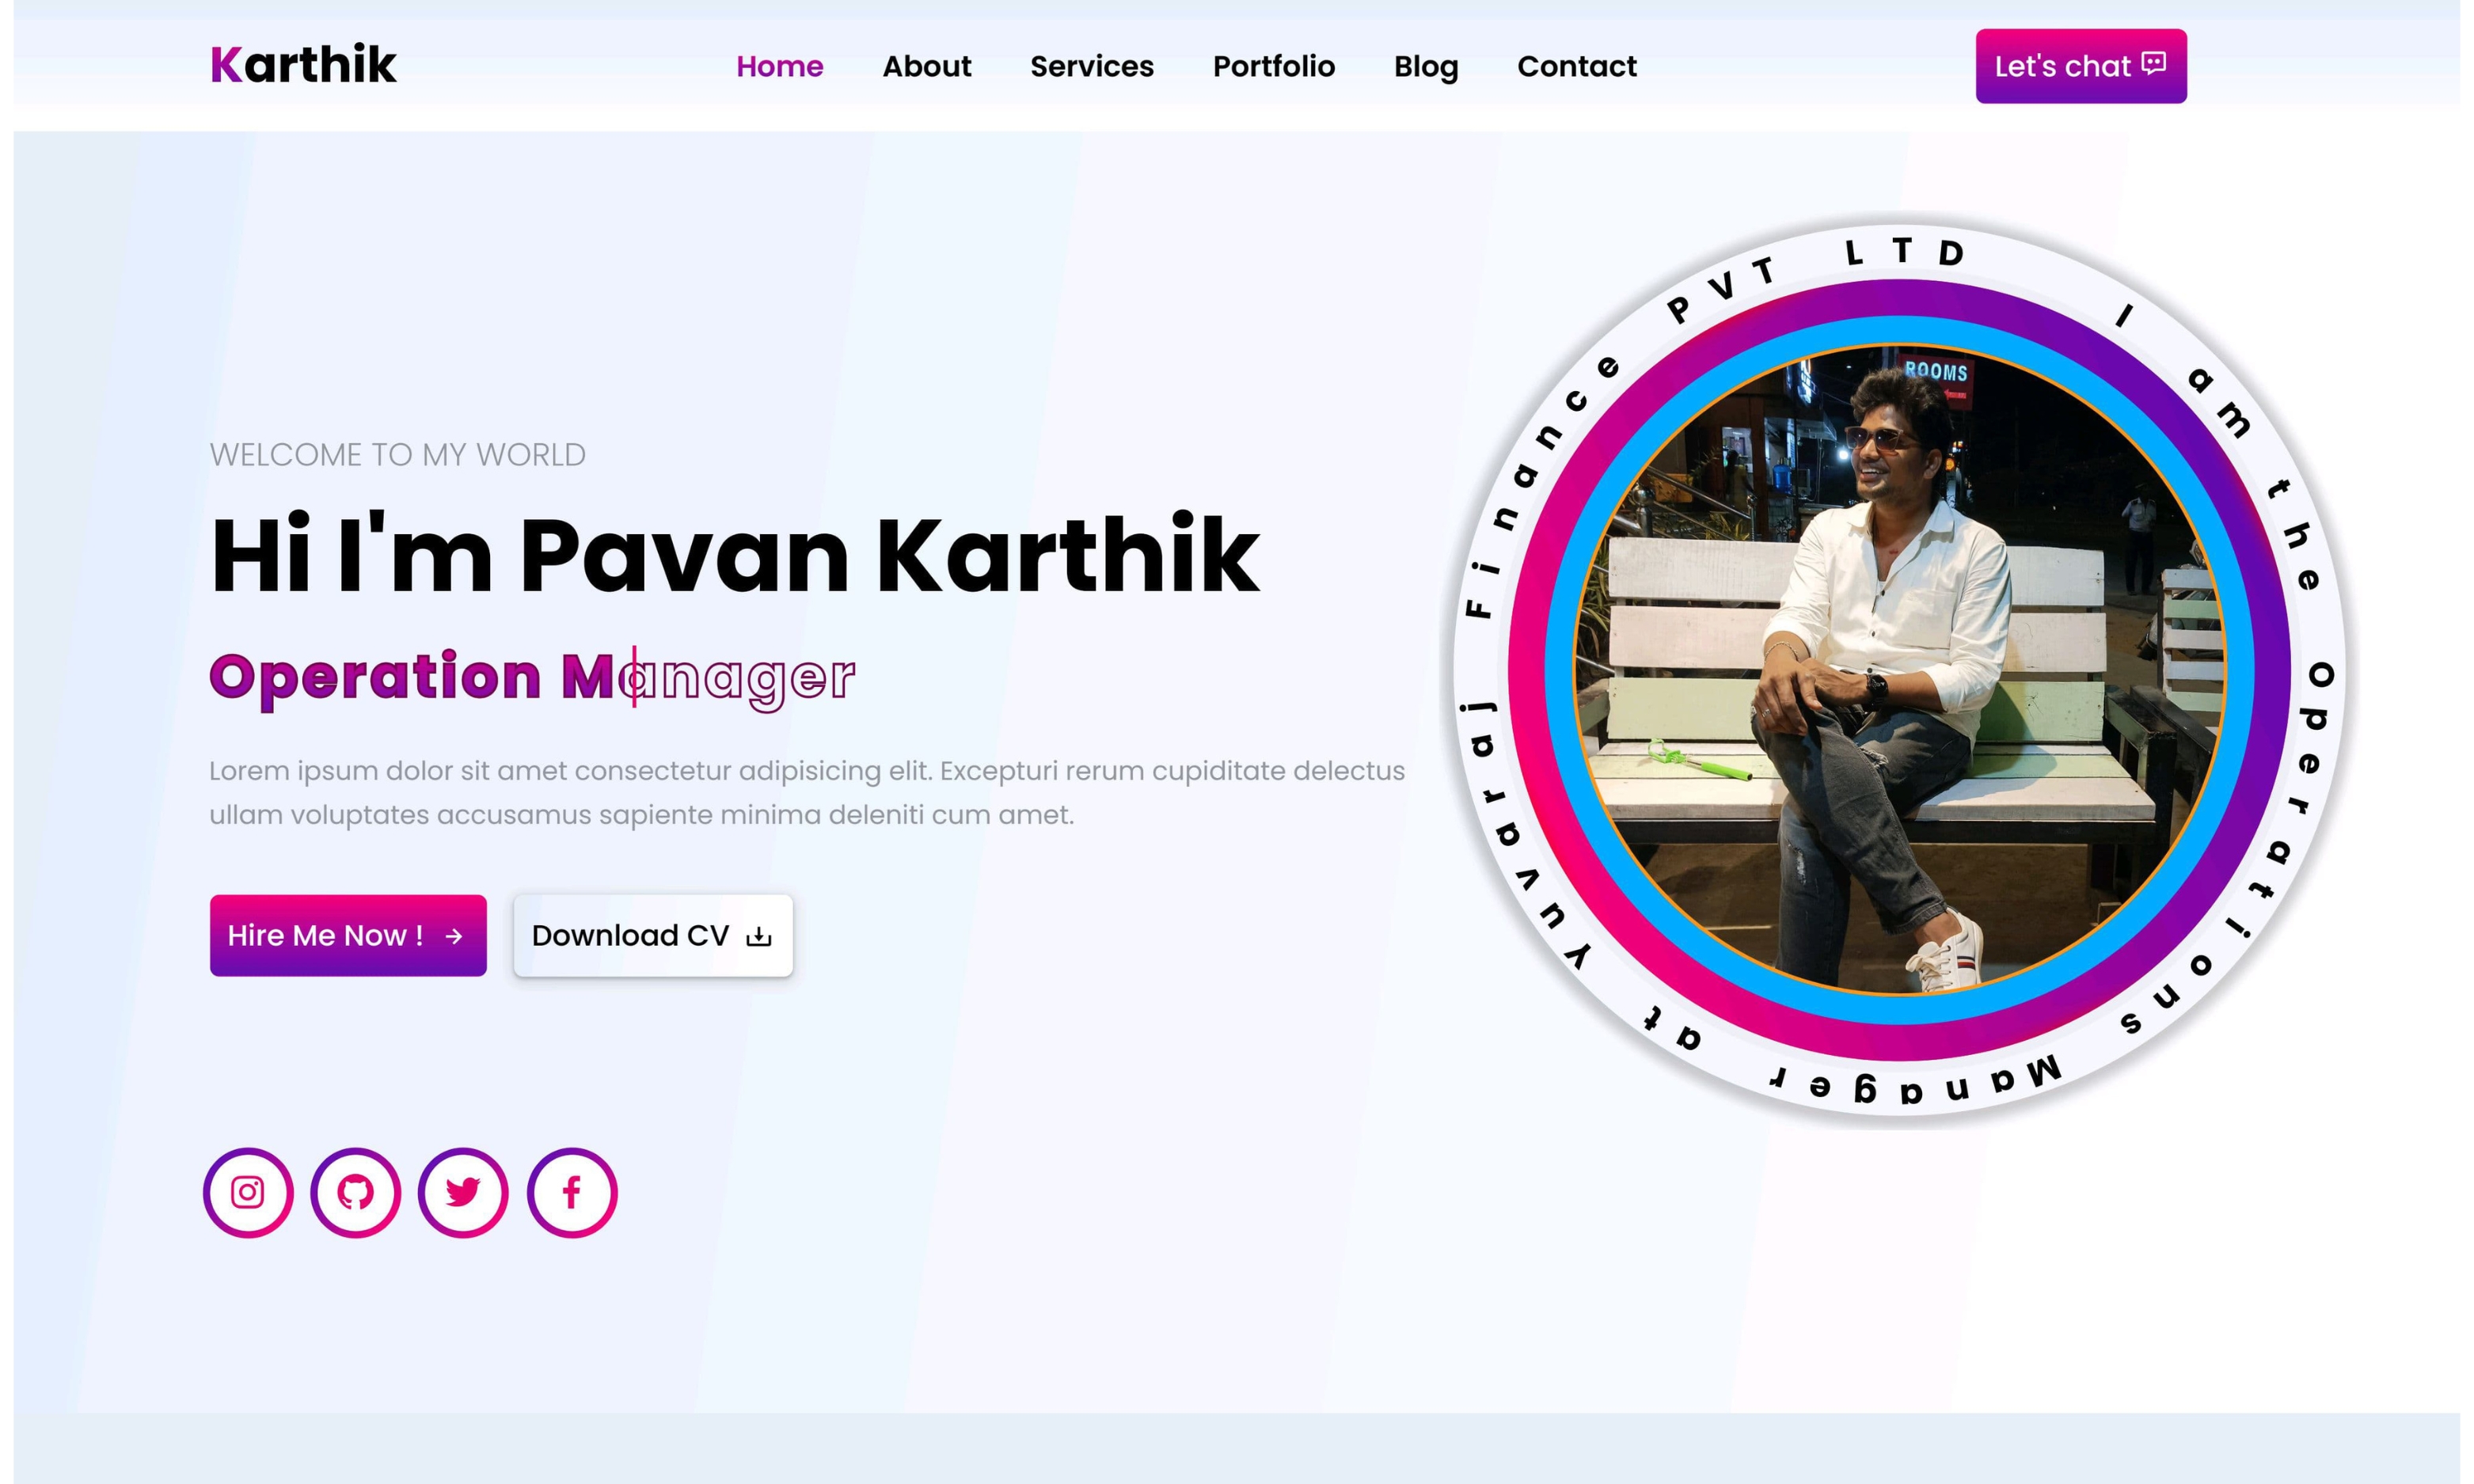 Karthik
Home About Services Portfolio Blog Contact
Let's chat
WELCOME TO MY WORLD
Hi I'm Pavan Karthik
Operation Manager
Lorem ipsum dolor sit amet consectetur adipisicing elit. Excepturi rerum cupiditate delectus
ullam voluptates accusamus sapiente minima deleniti cum amet.
Hire Me Now !
Download CV
I am the Operations Manager at Yuvaraj Finance PVT LTD
ROOMS